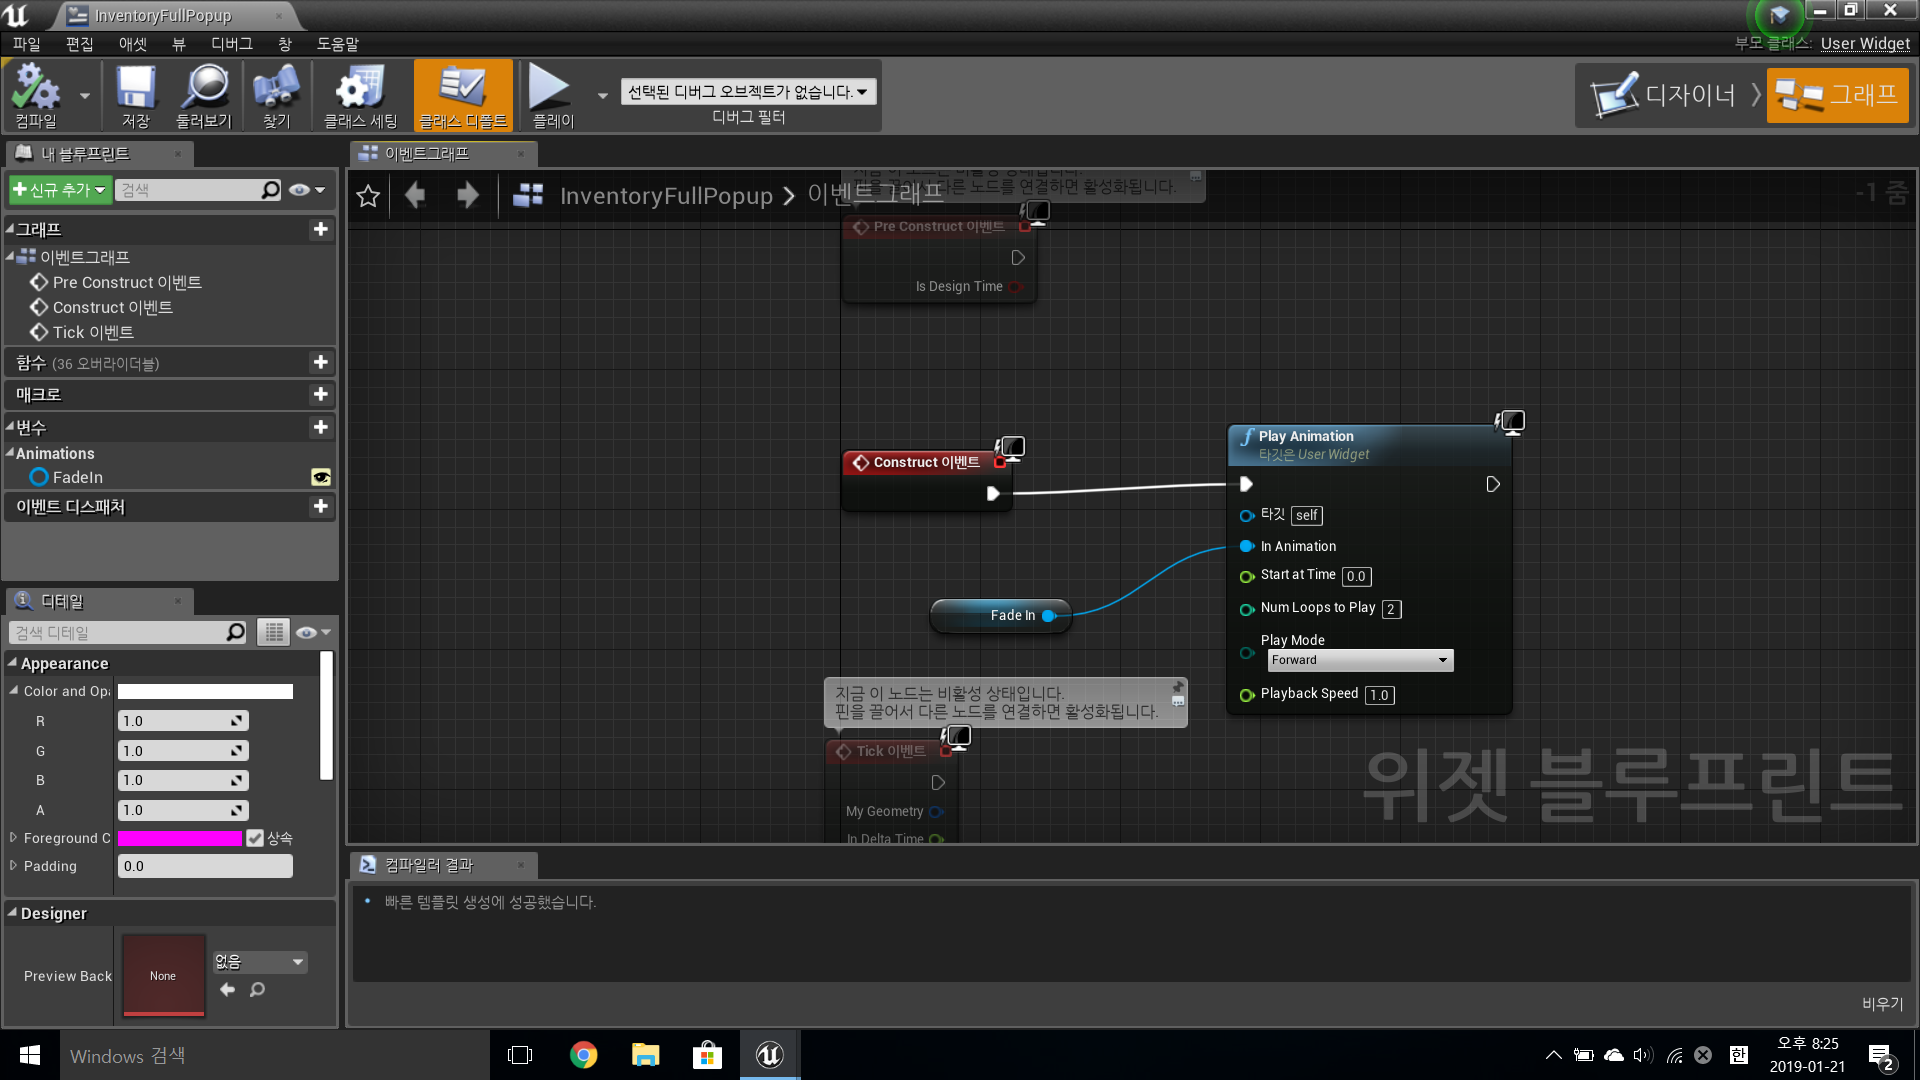 InventoryFullPopup
파일 편집 애셋 뷰 디버그 창 도움말
부모 클래스: User Widget
컴파일 저장 둘러보기 찾기 클래스 세팅 클래스 디폴트 플레이
선택된 디버그 오브젝트가 없습니다.
디버그 필터
디자이너
그래프
내 블루프린트
신규 추가
검색
그래프
이벤트그래프
Pre Construct 이벤트
Construct 이벤트
Tick 이벤트
함수 (36 오버라이더블)
매크로
변수
Animations
FadeIn
이벤트 디스패처
디테일
검색 디테일
Appearance
Color and Opa
R 1.0
G 1.0
B 1.0
A 1.0
Foreground C 상속
Padding 0.0
Designer
Preview Back
None
없음
이벤트그래프
InventoryFullPopup > 이벤트그래프
-1 줌
지금 이 노드는 비활성 상태입니다.
핀을 끌어서 다른 노드를 연결하면 활성화됩니다.
Pre Construct 이벤트
Is Design Time
Construct 이벤트
Fade In
Play Animation
타깃은 User Widget
타깃 self
In Animation
Start at Time 0.0
Num Loops to Play 2
Play Mode
Forward
Playback Speed 1.0
지금 이 노드는 비활성 상태입니다.
핀을 끌어서 다른 노드를 연결하면 활성화됩니다.
Tick 이벤트
My Geometry
In Delta Time
위젯 블루프린트
컴파일러 결과
빠른 템플릿 생성에 성공했습니다.
비우기
Windows 검색
한
오후 8:25
2019-01-21
2